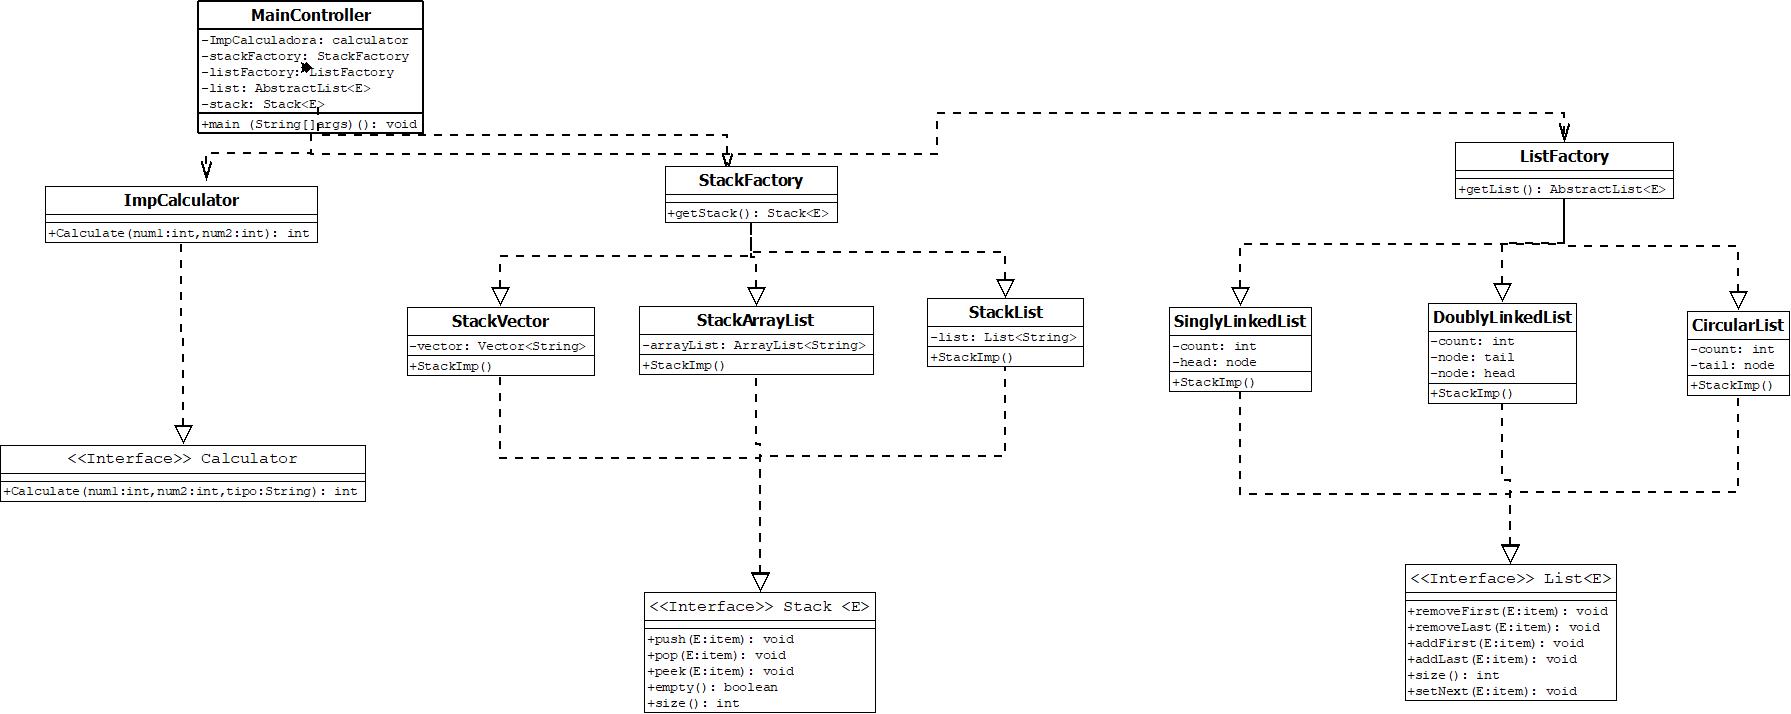 MainController
-ImpCalculadora: calculator
-stackFactory: StackFactory
-listFactory: ListFactory
-list: AbstractList<E>
-stack: Stack<E>
+main (String[]args)(): void
ImpCalculator
+Calculate(num1:int,num2:int): int
<<Interface>> Calculator
+Calculate(num1:int,num2:int,tipo:String): int
StackFactory
+getStack(): Stack<E>
StackVector
-vector: Vector<String>
+StackImp()
StackArrayList
-arrayList: ArrayList<String>
+StackImp()
StackList
-list: List<String>
+StackImp()
<<Interface>> Stack <E>
+push(E:item): void
+pop(E:item): void
+peek(E:item): void
+empty(): boolean
+size(): int
ListFactory
+getList(): AbstractList<E>
SinglyLinkedList
-count: int
-head: node
+StackImp()
DoublyLinkedList
-count: int
-node: tail
-node: head
+StackImp()
CircularList
-count: int
-tail: node
+StackImp()
<<Interface>> List<E>
+removeFirst(E:item): void
+removeLast(E:item): void
+addFirst(E:item): void
+addLast(E:item): void
+size(): int
+setNext(E:item): void